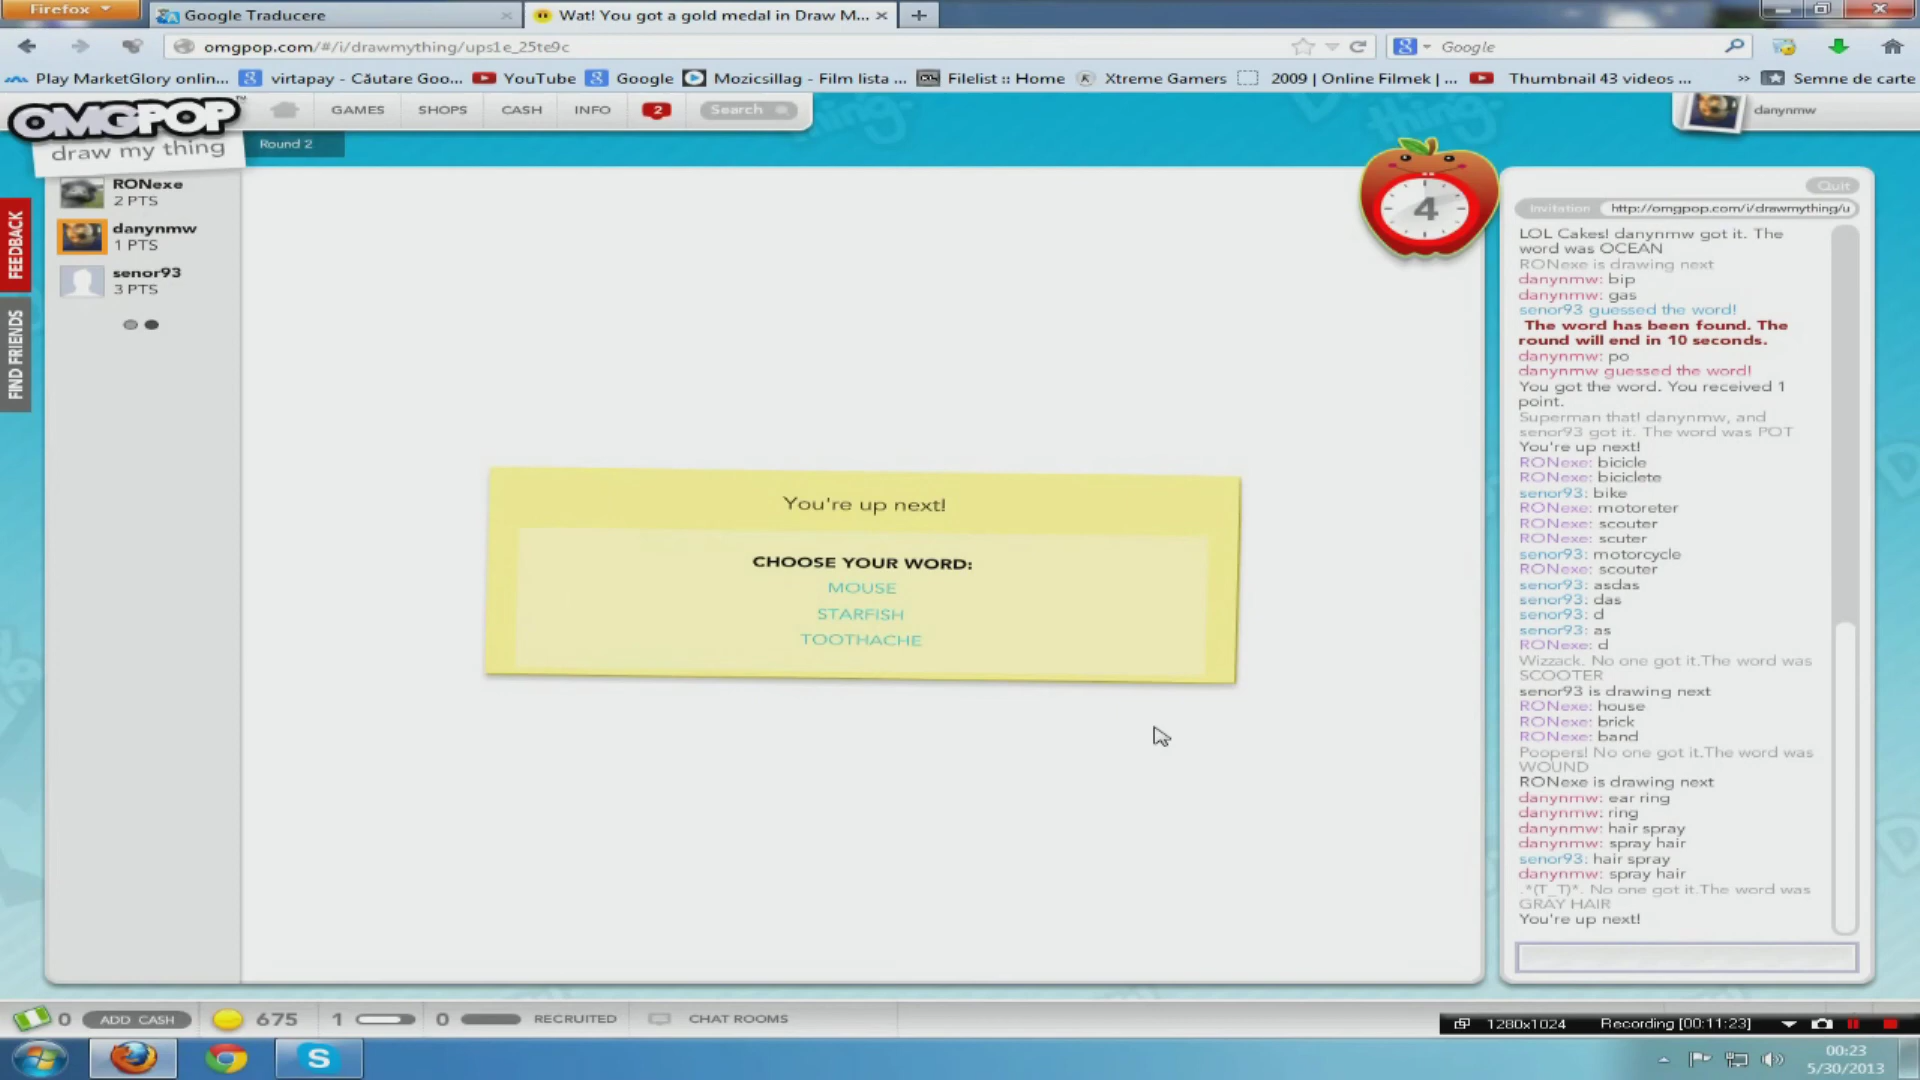 Firefox
Google Traducere
Wat! You got a gold medal in Draw M...
omgpop.com/#/i/drawmything/ups1e_25te9c
Google
Play MarketGlory onlin...
virtapay - Căutare Goo...
YouTube
Google
Mozicsillag - Film lista ...
Filelist :: Home
Xtreme Gamers
2009 | Online Filmek | ...
Thumbnail 43 videos ...
Semne de carte
OMGPOP
GAMES
SHOPS
CASH
INFO
2
Search
danynmw
draw my thing
Round 2
FEEDBACK
FIND FRIENDS
RONexe
2 PTS
danynmw
1 PTS
senor93
3 PTS
4
You're up next!
CHOOSE YOUR WORD:
MOUSE
STARFISH
TOOTHACHE
Quit
Invitation
http://omgpop.com/i/drawmything/u
LOL Cakes! danynmw got it. The
word was OCEAN
RONexe is drawing next
danynmw: bip
danynmw: gas
senor93 guessed the word!
The word has been found. The
round will end in 10 seconds.
danynmw: po
danynmw guessed the word!
You got the word. You received 1
point.
Superman that! danynmw, and
senor93 got it. The word was POT
You're up next!
RONexe: bicicle
RONexe: biciclete
senor93: bike
RONexe: motoreter
RONexe: scouter
RONexe: scuter
senor93: motorcycle
RONexe: scouter
senor93: asdas
senor93: das
senor93: d
senor93: as
RONexe: d
Wizzack. No one got it.The word was
SCOOTER
senor93 is drawing next
RONexe: house
RONexe: brick
RONexe: band
Poopers! No one got it.The word was
WOUND
RONexe is drawing next
danynmw: ear ring
danynmw: ring
danynmw: hair spray
danynmw: spray hair
senor93: hair spray
danynmw: spray hair
.*(T_T)*. No one got it.The word was
GRAY HAIR
You're up next!
0
ADD CASH
675
1
0
RECRUITED
CHAT ROOMS
1280x1024
Recording [00:11:23]
00:23
5/30/2013